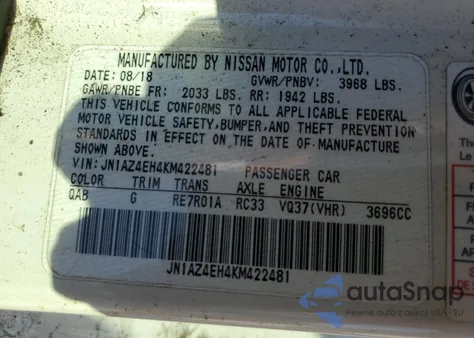 MANUFACTURED BY NISSAN MOTOR CO.,LTD.
DATE: 08/18 GVWR/PNBV: 3968 LBS.
GAWR/PNBE FR: 2033 LBS. RR: 1942 LBS.
THIS VEHICLE CONFORMS TO ALL APPLICABLE FEDERAL
MOTOR VEHICLE SAFETY, BUMPER, AND THEFT PREVENTION
STANDARDS IN EFFECT ON THE DATE OF MANUFACTURE
SHOWN ABOVE.
VIN: JN1AZ4EH4KM422481 PASSENGER CAR
COLOR TRIM TRANS AXLE ENGINE
QAB G RE7R01A RC33 VQ37(VHR) 3696CC
JN1AZ4EH4KM422481
autoSnap